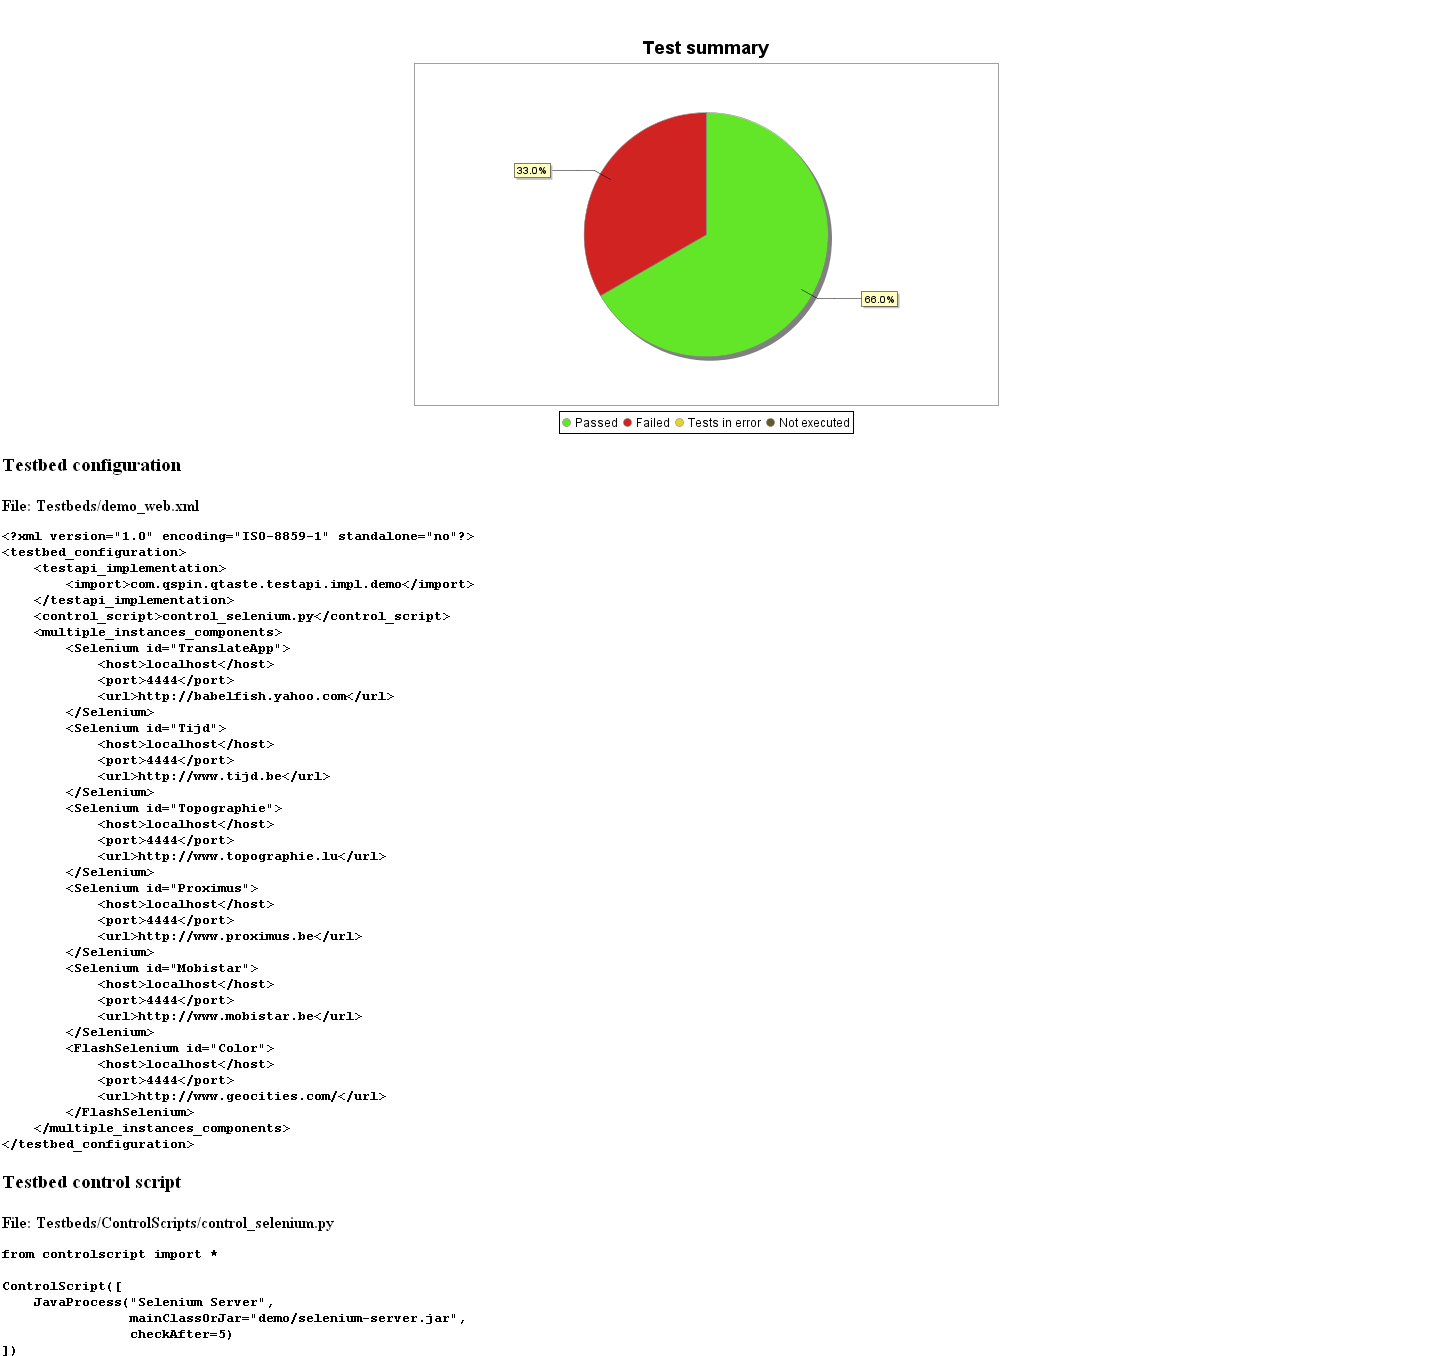 Test summary
33.0%
66.0%
Passed Failed Tests in error Not executed
Testbed configuration
File: Testbeds/demo_web.xml
<?xml version="1.0" encoding="ISO-8859-1" standalone="no"?>
<testbed_configuration>
    <testapi_implementation>
        <import>com.qspin.qtaste.testapi.impl.demo</import>
    </testapi_implementation>
    <control_script>control_selenium.py</control_script>
    <multiple_instances_components>
        <Selenium id="TranslateApp">
            <host>localhost</host>
            <port>4444</port>
            <url>http://babelfish.yahoo.com</url>
        </Selenium>
        <Selenium id="Tijd">
            <host>localhost</host>
            <port>4444</port>
            <url>http://www.tijd.be</url>
        </Selenium>
        <Selenium id="Topographie">
            <host>localhost</host>
            <port>4444</port>
            <url>http://www.topographie.lu</url>
        </Selenium>
        <Selenium id="Proximus">
            <host>localhost</host>
            <port>4444</port>
            <url>http://www.proximus.be</url>
        </Selenium>
        <Selenium id="Mobistar">
            <host>localhost</host>
            <port>4444</port>
            <url>http://www.mobistar.be</url>
        </Selenium>
        <FlashSelenium id="Color">
            <host>localhost</host>
            <port>4444</port>
            <url>http://www.geocities.com/</url>
        </FlashSelenium>
    </multiple_instances_components>
</testbed_configuration>
Testbed control script
File: Testbeds/ControlScripts/control_selenium.py
from controlscript import *
ControlScript([
    JavaProcess("Selenium Server",
                mainClassOrJar="demo/selenium-server.jar",
                checkAfter=5)
])